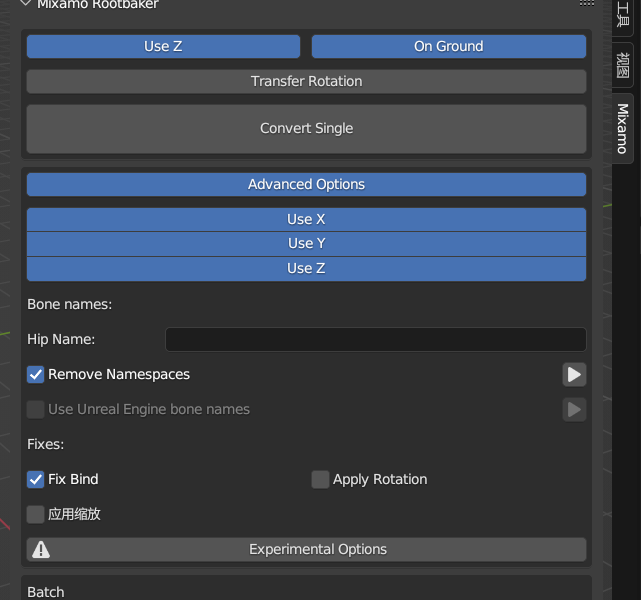 Mixamo Rootbaker
Use Z
On Ground
Transfer Rotation
Convert Single
Advanced Options
Use X
Use Y
Use Z
Bone names:
Hip Name:
Remove Namespaces
Use Unreal Engine bone names
Fixes:
Fix Bind
Apply Rotation
应用缩放
Experimental Options
Batch
工具
视图
Mixamo